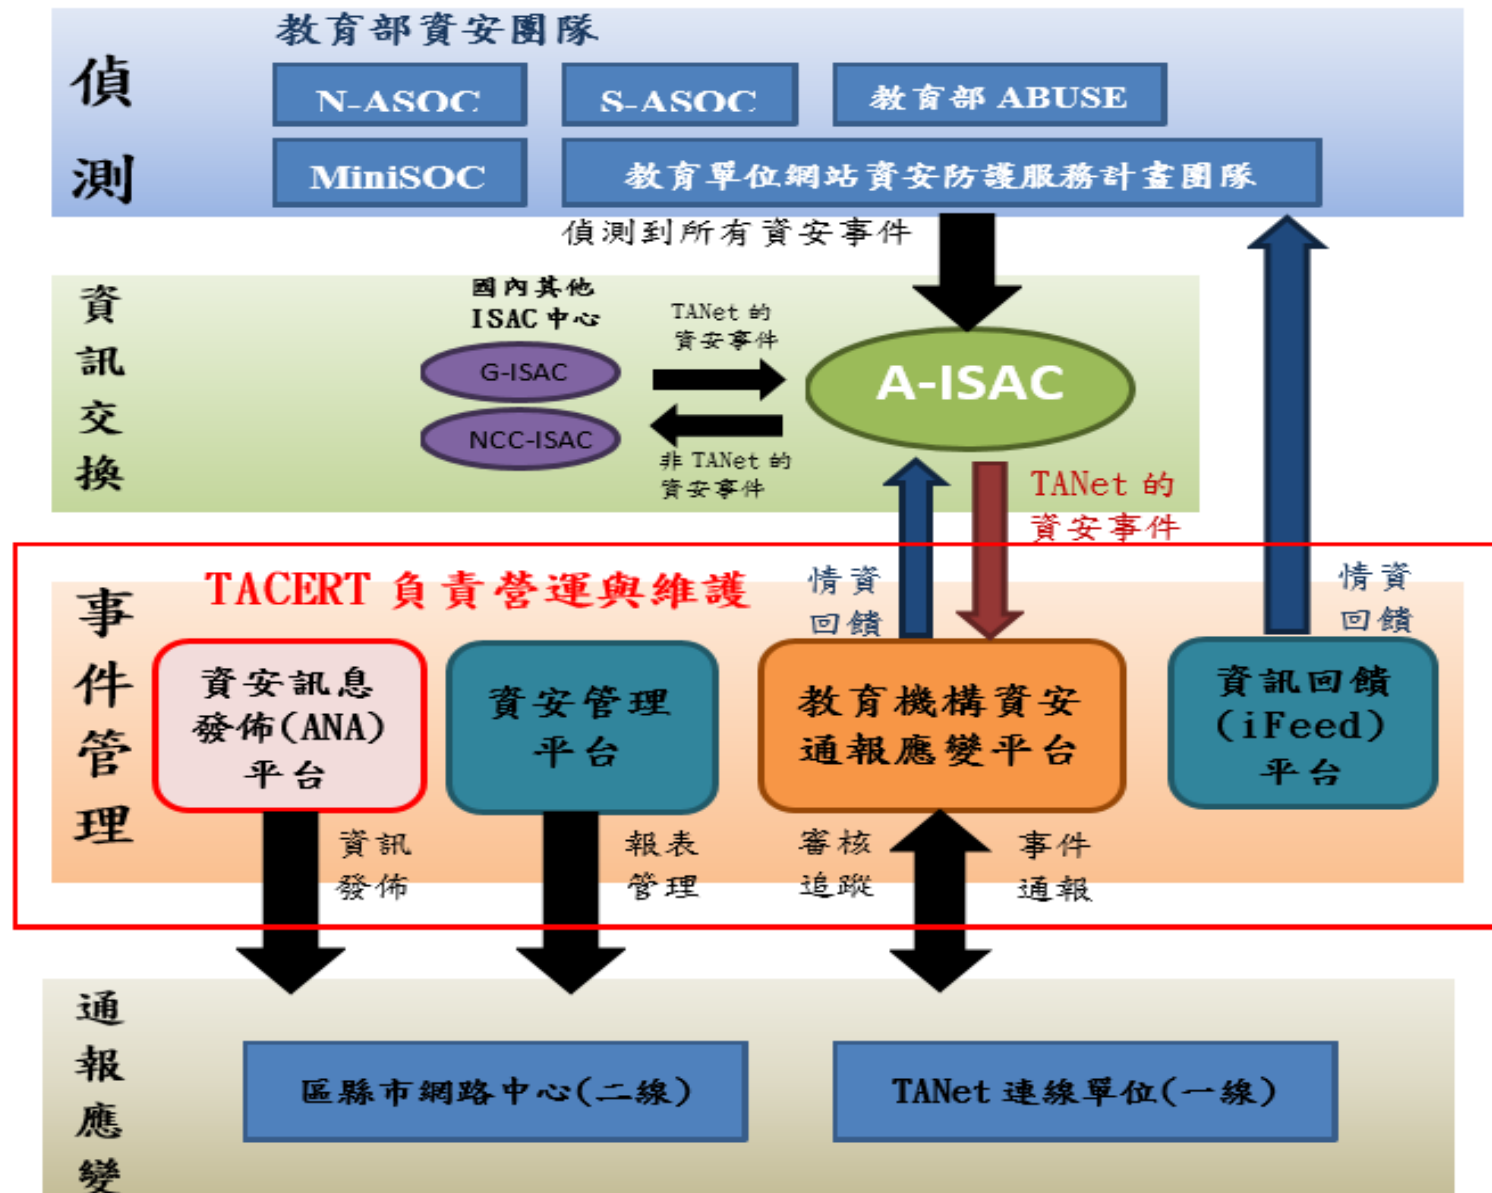 教育部資安團隊
偵測
N-ASOC
S-ASOC
教育部 ABUSE
MiniSOC
教育單位網站資安防護服務計畫團隊
偵測到所有資安事件
資訊交換
國內其他
ISAC 中心
G-ISAC
NCC-ISAC
TANet 的
資安事件
非 TANet 的
資安事件
A-ISAC
TANet 的
資安事件
TACERT 負責營運與維護
情資
回饋
情資
回饋
事件管理
資安訊息
發佈(ANA)
平台
資安管理
平台
教育機構資安
通報應變平台
資訊回饋
(iFeed)
平台
資訊
發佈
報表
管理
審核
追蹤
事件
通報
通報應變
區縣市網路中心(二線)
TANet 連線單位(一線)